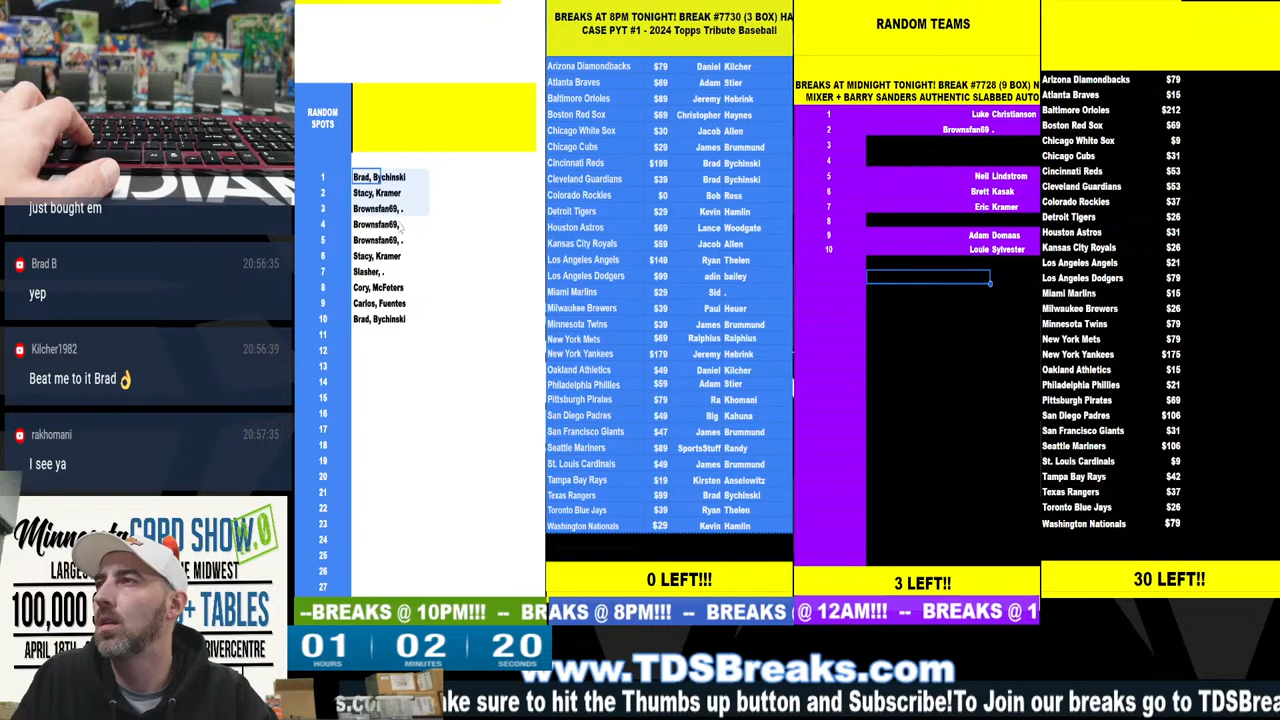 just bought em
Brad B 20:56:35
yep
Kilcher1982 20:56:39
Beat me to it Brad👌
rakhomani 20:57:35
I see ya
Minnesota
CARD SHOW
.0
LARGES
THE MIDWEST
100,000 S
+ TABLES
APRIL 18TH
RIVERCENTRE
RANDOM
SPOTS
1 Brad, Bychinski
2 Stacy, Kramer
3 Brownsfan69, .
4 Brownsfan69,
5 Brownsfan69, .
6 Stacy, Kramer
7 Slasher, .
8 Cory, McFeters
9 Carlos, Fuentes
10 Brad, Bychinski
11
12
13
14
15
16
17
18
19
20
21
22
23
24
25
26
27
--BREAKS @ 10PM!!! -- BR
01 02 20
HOURS MINUTES SECONDS
BREAKS AT 8PM TONIGHT! BREAK #7730 (3 BOX) HA
CASE PYT #1 - 2024 Topps Tribute Baseball
Arizona Diamondbacks $79 Daniel Kilcher
Atlanta Braves $69 Adam Stier
Baltimore Orioles $89 Jeremy Hebrink
Boston Red Sox $69 Christopher Haynes
Chicago White Sox $30 Jacob Allen
Chicago Cubs $29 James Brummund
Cincinnati Reds $199 Brad Bychinski
Cleveland Guardians $39 Brad Bychinski
Colorado Rockies $0 Bob Ross
Detroit Tigers $29 Kevin Hamlin
Houston Astros $69 Lance Woodgate
Kansas City Royals $59 Jacob Allen
Los Angeles Angels $149 Ryan Thelen
Los Angeles Dodgers $99 adin bailey
Miami Marlins $29 Sid .
Milwaukee Brewers $39 Paul Heuer
Minnesota Twins $39 James Brummund
New York Mets $69 Ralphius Ralphius
New York Yankees $179 Jeremy Hebrink
Oakland Athletics $49 Daniel Kilcher
Philadelphia Phillies $59 Adam Stier
Pittsburgh Pirates $79 Ra Khomani
San Diego Padres $49 Big Kahuna
San Francisco Giants $47 James Brummund
Seattle Mariners $89 SportsStuff Randy
St. Louis Cardinals $49 James Brummund
Tampa Bay Rays $19 Kirsten Anselowitz
Texas Rangers $99 Brad Bychinski
Toronto Blue Jays $39 Ryan Thelen
Washington Nationals $29 Kevin Hamlin
0 LEFT!!!
KS @ 8PM!!! -- BREAKS
RANDOM TEAMS
BREAKS AT MIDNIGHT TONIGHT! BREAK #7728 (9 BOX) N
MIXER + BARRY SANDERS AUTHENTIC SLABBED AUTO
1 Luke Christianson
2 Brownsfan69 .
3
4
5 Neil Lindstrom
6 Brett Kasak
7 Eric Kramer
8
9 Adam Domaas
10 Louie Sylvester
3 LEFT!!
@ 12AM!!! -- BREAKS @ 1
Arizona Diamondbacks $79
Atlanta Braves $15
Baltimore Orioles $212
Boston Red Sox $69
Chicago White Sox $9
Chicago Cubs $31
Cincinnati Reds $53
Cleveland Guardians $53
Colorado Rockies $37
Detroit Tigers $26
Houston Astros $31
Kansas City Royals $26
Los Angeles Angels $21
Los Angeles Dodgers $79
Miami Marlins $15
Milwaukee Brewers $26
Minnesota Twins $79
New York Mets $79
New York Yankees $175
Oakland Athletics $15
Philadelphia Phillies $21
Pittsburgh Pirates $69
San Diego Padres $106
San Francisco Giants $31
Seattle Mariners $106
St. Louis Cardinals $9
Tampa Bay Rays $42
Texas Rangers $37
Toronto Blue Jays $26
Washington Nationals $79
30 LEFT!!
www.TDSBreaks.com
ke sure to hit the Thumbs up button and Subscribe!To Join our breaks go to TDSBrea